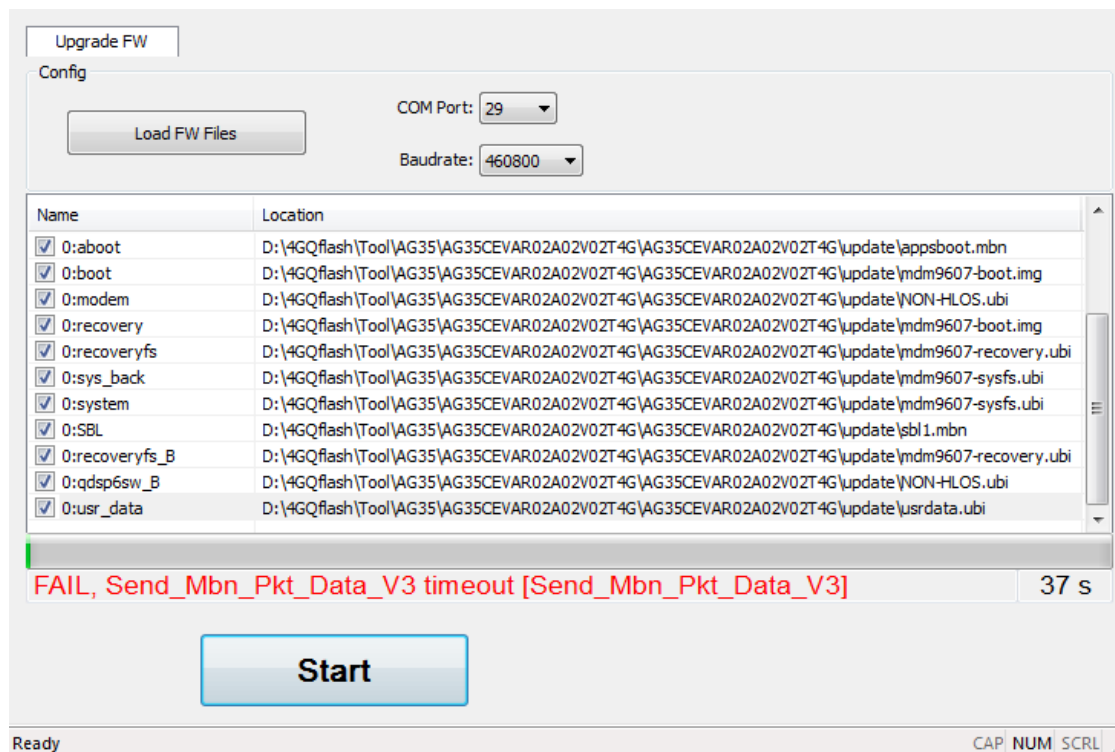 Upgrade FW
Config
Load FW Files
COM Port: 29
Baudrate: 460800
Name Location
0:aboot D:\4GQflash\Tool\AG35\AG35CEVAR02A02V02T4G\AG35CEVAR02A02V02T4G\update\appsboot.mbn
0:boot D:\4GQflash\Tool\AG35\AG35CEVAR02A02V02T4G\AG35CEVAR02A02V02T4G\update\mdm9607-boot.img
0:modem D:\4GQflash\Tool\AG35\AG35CEVAR02A02V02T4G\AG35CEVAR02A02V02T4G\update\NON-HLOS.ubi
0:recovery D:\4GQflash\Tool\AG35\AG35CEVAR02A02V02T4G\AG35CEVAR02A02V02T4G\update\mdm9607-boot.img
0:recoveryfs D:\4GQflash\Tool\AG35\AG35CEVAR02A02V02T4G\AG35CEVAR02A02V02T4G\update\mdm9607-recovery.ubi
0:sys_back D:\4GQflash\Tool\AG35\AG35CEVAR02A02V02T4G\AG35CEVAR02A02V02T4G\update\mdm9607-sysfs.ubi
0:system D:\4GQflash\Tool\AG35\AG35CEVAR02A02V02T4G\AG35CEVAR02A02V02T4G\update\mdm9607-sysfs.ubi
0:SBL D:\4GQflash\Tool\AG35\AG35CEVAR02A02V02T4G\AG35CEVAR02A02V02T4G\update\sbl1.mbn
0:recoveryfs_B D:\4GQflash\Tool\AG35\AG35CEVAR02A02V02T4G\AG35CEVAR02A02V02T4G\update\mdm9607-recovery.ubi
0:qdsp6sw_B D:\4GQflash\Tool\AG35\AG35CEVAR02A02V02T4G\AG35CEVAR02A02V02T4G\update\NON-HLOS.ubi
0:usr_data D:\4GQflash\Tool\AG35\AG35CEVAR02A02V02T4G\AG35CEVAR02A02V02T4G\update\usrdata.ubi
FAIL, Send_Mbn_Pkt_Data_V3 timeout [Send_Mbn_Pkt_Data_V3] 37 s
Start
Ready CAP NUM SCRL